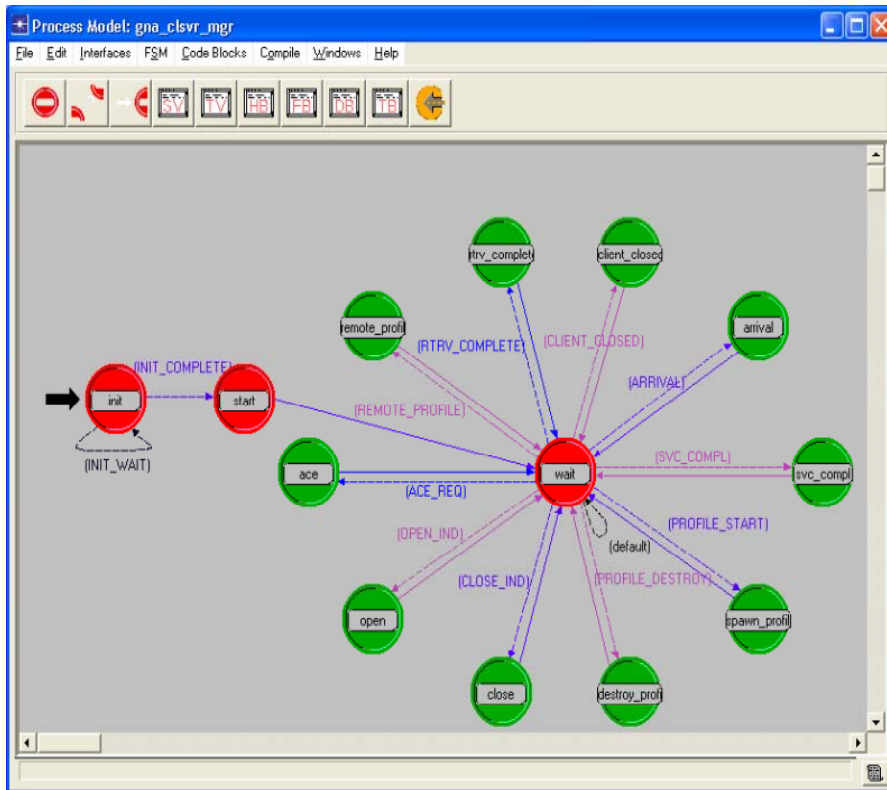 Process Model: gna_clsvr_mgr
File Edit Interfaces FSM Code Blocks Compile Windows Help
SV TV HB FB DB TB
rtrv_complet
client_closed
remote_profil
arrival
(RTRV_COMPLETE)
(CLIENT_CLOSED)
(INIT_COMPLETE)
(ARRIVAL)
init
start
(REMOTE_PROFILE)
(INIT_WAIT)
(SVC_COMPL)
ace
wait
svc_compl
(ACE_REQ)
(PROFILE_START)
(OPEN_IND)
(default)
(CLOSE_IND)
(PROFILE_DESTROY)
open
spawn_profil
close
destroy_profi